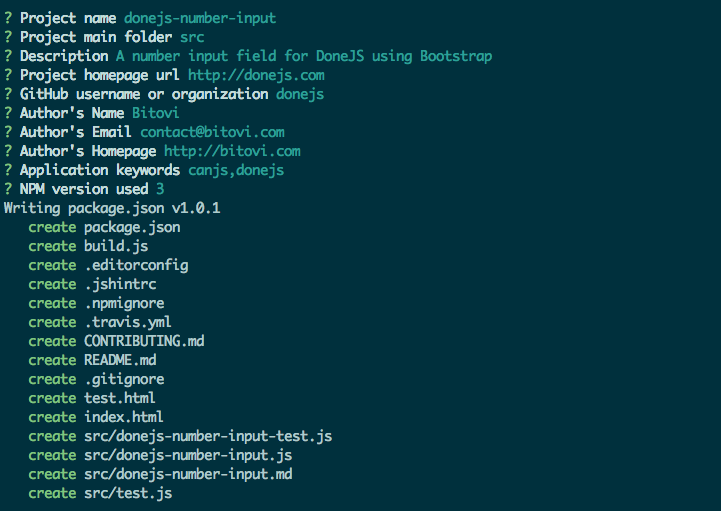 ? Project name donejs-number-input
? Project main folder src
? Description A number input field for DoneJS using Bootstrap
? Project homepage url http://donejs.com
? GitHub username or organization donejs
? Author's Name Bitovi
? Author's Email contact@bitovi.com
? Author's Homepage http://bitovi.com
? Application keywords canjs,donejs
? NPM version used 3
Writing package.json v1.0.1
   create package.json
   create build.js
   create .editorconfig
   create .jshintrc
   create .npmignore
   create .travis.yml
   create CONTRIBUTING.md
   create README.md
   create .gitignore
   create test.html
   create index.html
   create src/donejs-number-input-test.js
   create src/donejs-number-input.js
   create src/donejs-number-input.md
   create src/test.js